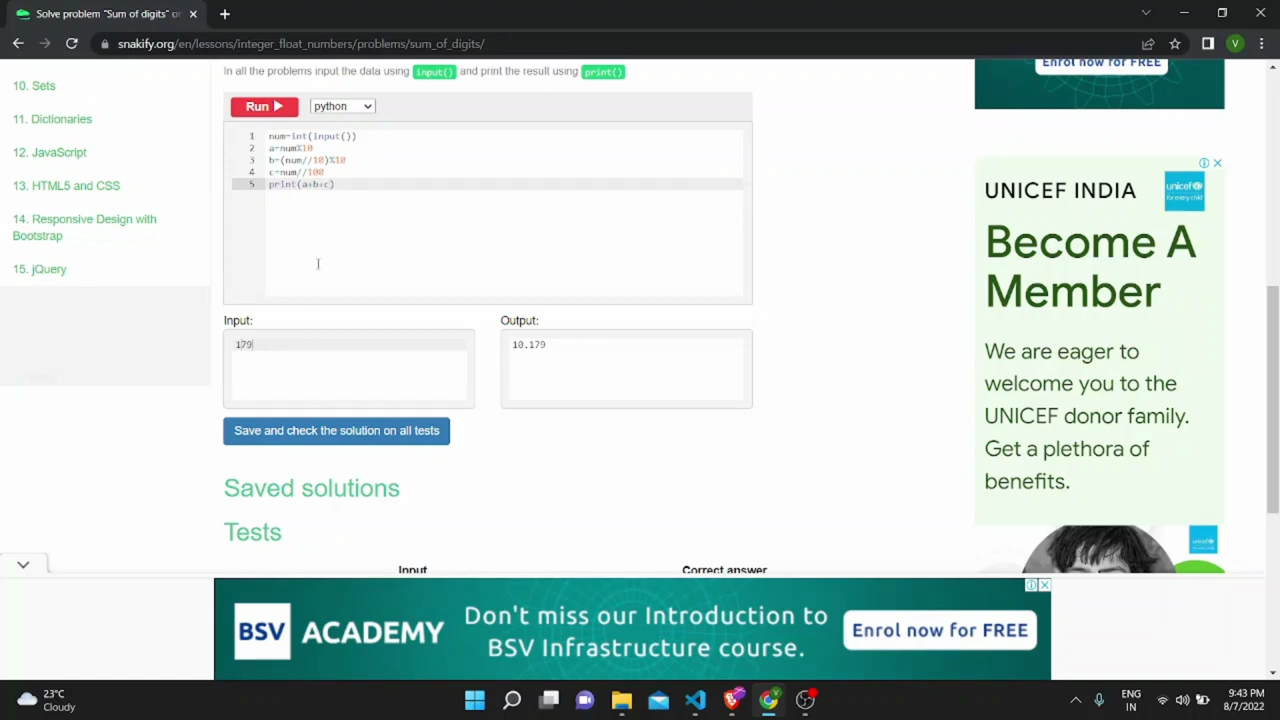 Solve problem "Sum of digits" on
snakify.org/en/lessons/integer_float_numbers/problems/sum_of_digits/
V
In all the problems input the data using input() and print the result using print()
Enrol now for FREE
10. Sets
11. Dictionaries
12. JavaScript
13. HTML5 and CSS
14. Responsive Design with
Bootstrap
15. jQuery
Run
python
1 num=int(input())
2 a=num%10
3 b=(num//10)%10
4 c=num//100
5 print(a+b+c)
Input:
Output:
179
10.179
Save and check the solution on all tests
Saved solutions
Tests
Input
Correct answer
UNICEF INDIA
unicef
for every child
Become A
Member
We are eager to
welcome you to the
UNICEF donor family.
Get a plethora of
benefits.
unicef
BSV ACADEMY
Don't miss our Introduction to
BSV Infrastructure course.
Enrol now for FREE
23°C
Cloudy
ENG
IN
9:43 PM
8/7/2022